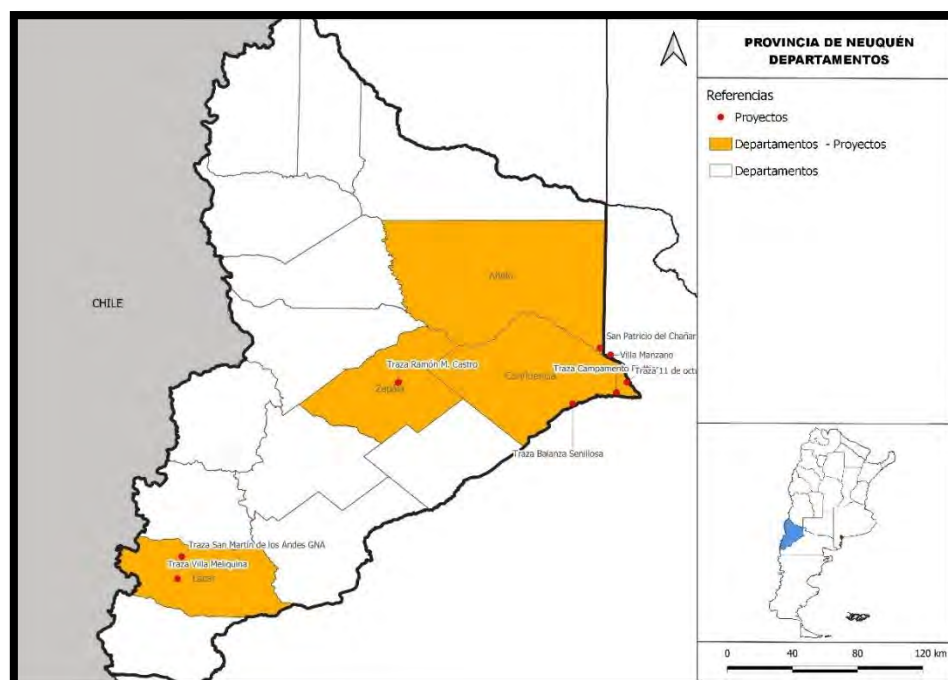 PROVINCIA DE NEUQUÉN
DEPARTAMENTOS
Referencias
Proyectos
Departamentos - Proyectos
Departamentos
CHILE
Añelo
San Patricio del Chañar
Villa Manzano
Traza Ramón M. Castro
Traza Campamento
Traza 11 de octu
Zapala
Confluencia
Traza Balanza Senillosa
Traza San Martín de los Andes GNA
Traza Villa Meliquina
Lácar
0 40 80 120 km